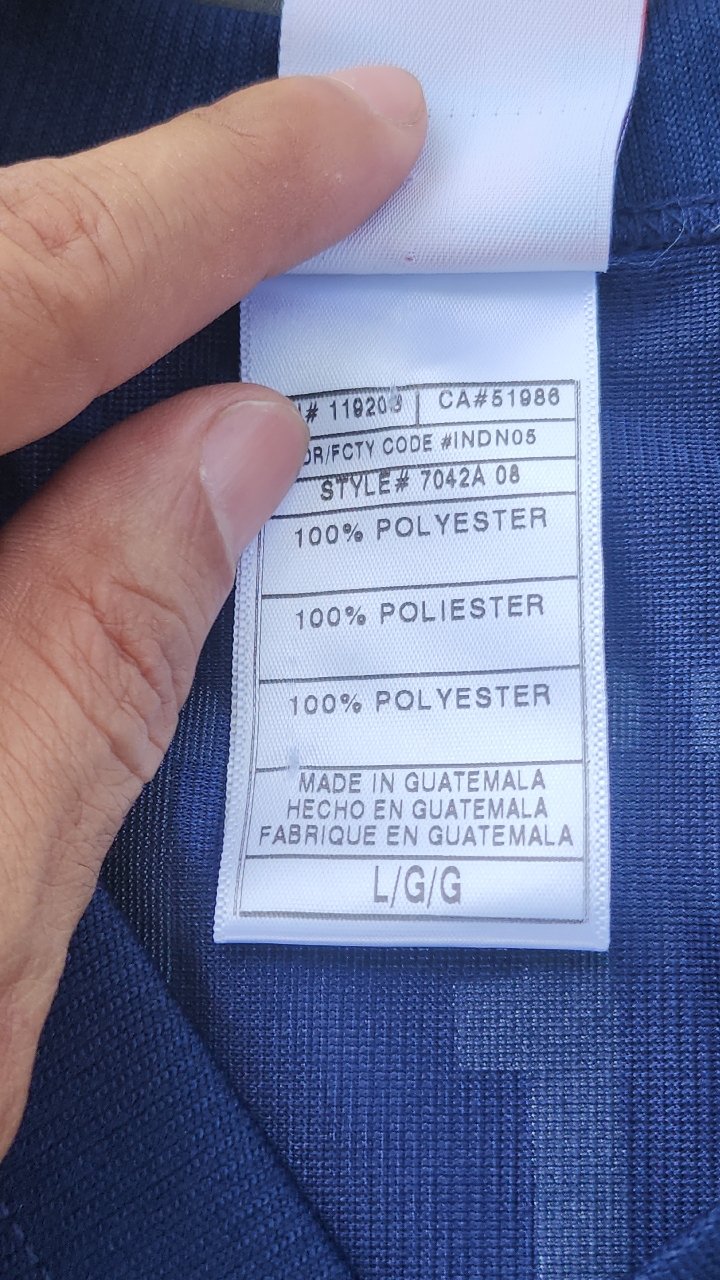 # 119203 CA#51986
/FCTY CODE #INDN05
STYLE# 7042A 08
100% POLYESTER
100% POLIESTER
100% POLYESTER
MADE IN GUATEMALA
HECHO EN GUATEMALA
FABRIQUE EN GUATEMALA
L/G/G